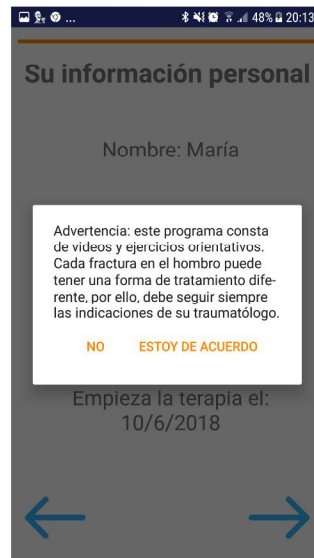 48% 20:13
Su información personal
Nombre: María
Advertencia: este programa consta
de videos y ejercicios orientativos.
Cada fractura en el hombro puede
tener una forma de tratamiento dife-
rente, por ello, debe seguir siempre
las indicaciones de su traumatólogo.
NO ESTOY DE ACUERDO
Empieza la terapia el:
10/6/2018